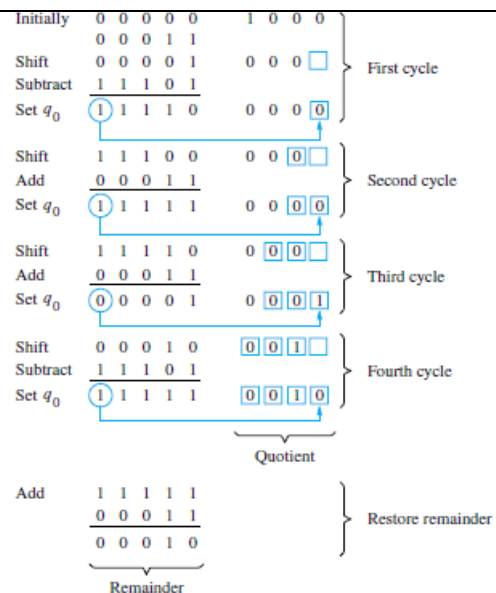 Initially 0 0 0 0 0 1 0 0 0
0 0 0 1 1
Shift 0 0 0 0 1 0 0 0
First cycle
Subtract 1 1 1 0 1
Set q0 1 1 1 1 0 0 0 0 0
Shift 1 1 1 0 0 0 0 0
Add 0 0 0 1 1 Second cycle
Set q0 1 1 1 1 1 0 0 0 0
Shift 1 1 1 1 0 0 0 0
Add 0 0 0 1 1 Third cycle
Set q0 0 0 0 0 1 0 0 0 1
Shift 0 0 0 1 0 0 0 1
Subtract 1 1 1 0 1 Fourth cycle
Set q0 1 1 1 1 1 0 0 1 0
Quotient
Add 1 1 1 1 1
0 0 0 1 1 Restore remainder
0 0 0 1 0
Remainder